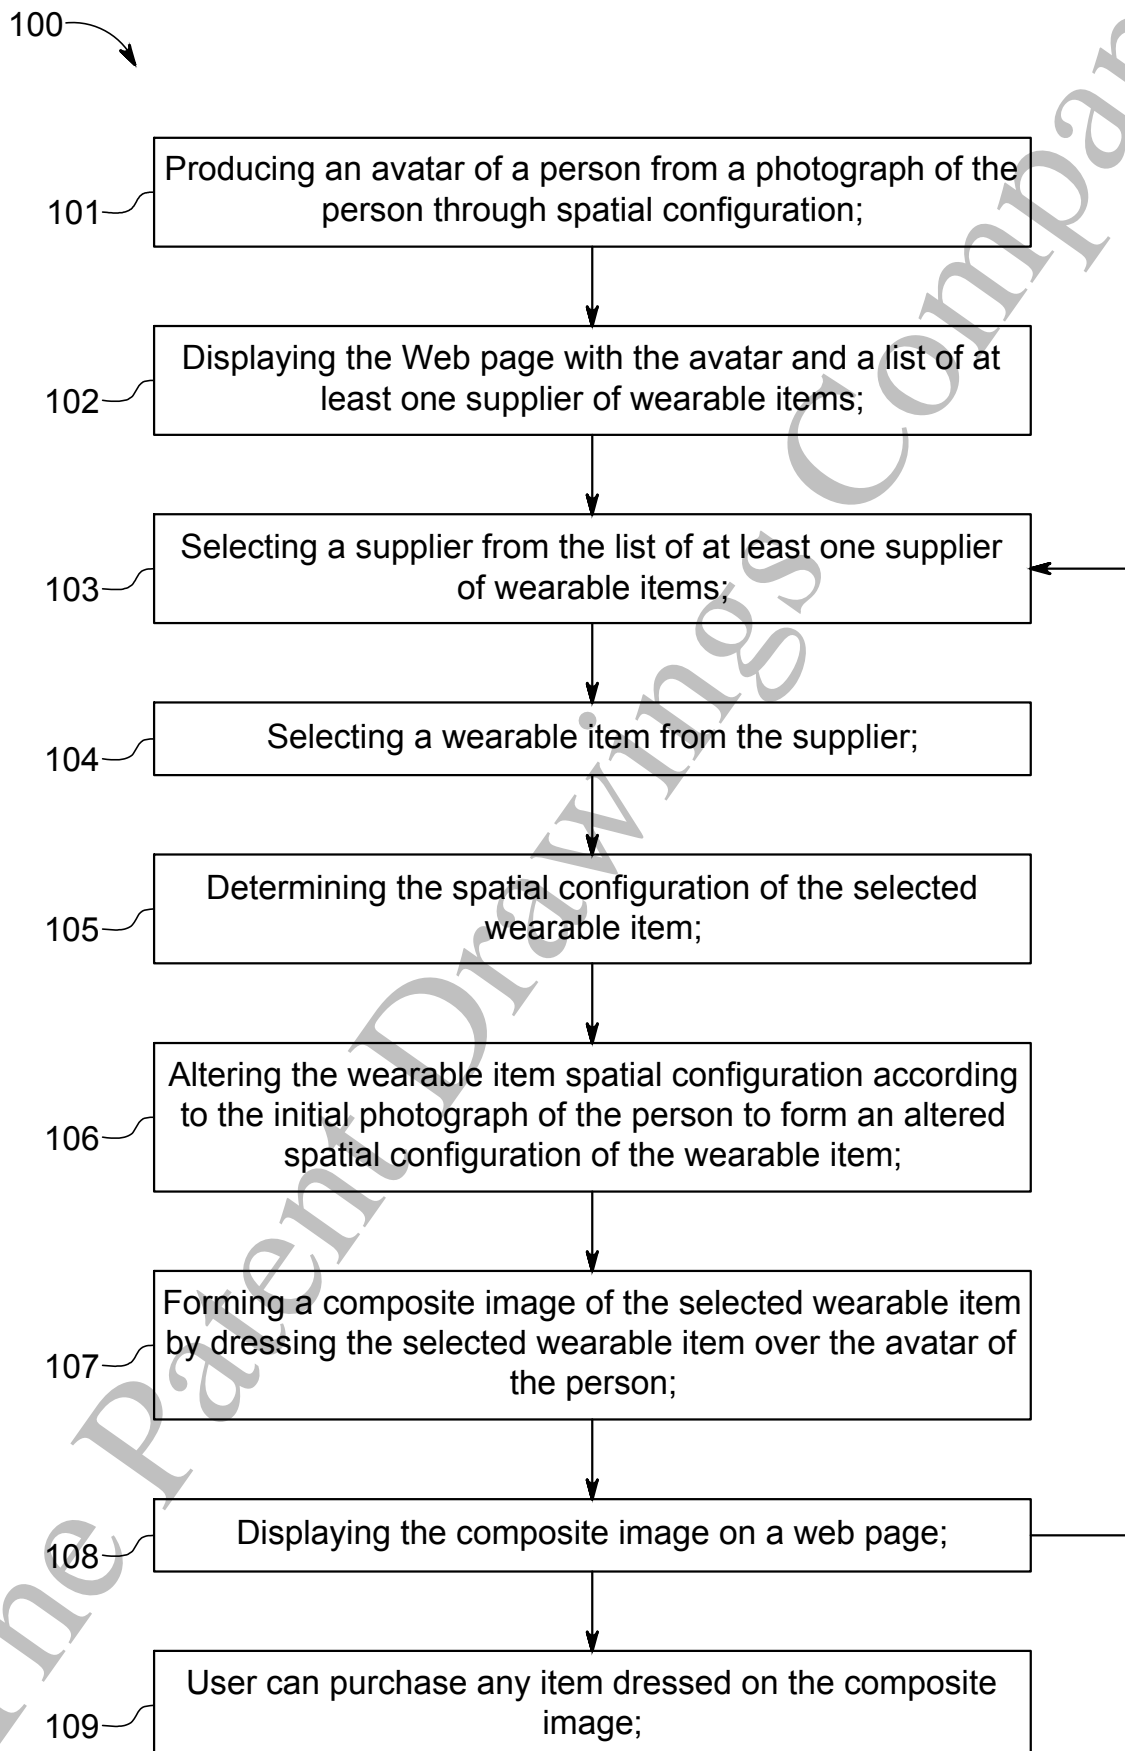 100
Producing an avatar of a person from a photograph of the
person through spatial configuration;
101
Displaying the Web page with the avatar and a list of at
least one supplier of wearable items;
102
Selecting a supplier from the list of at least one supplier
of wearable items;
103
Selecting a wearable item from the supplier;
104
Determining the spatial configuration of the selected
wearable item;
105
Altering the wearable item spatial configuration according
to the initial photograph of the person to form an altered
spatial configuration of the wearable item;
106
Forming a composite image of the selected wearable item
by dressing the selected wearable item over the avatar of
the person;
107
Displaying the composite image on a web page;
108
User can purchase any item dressed on the composite
image;
109
The Patent Drawings Compan